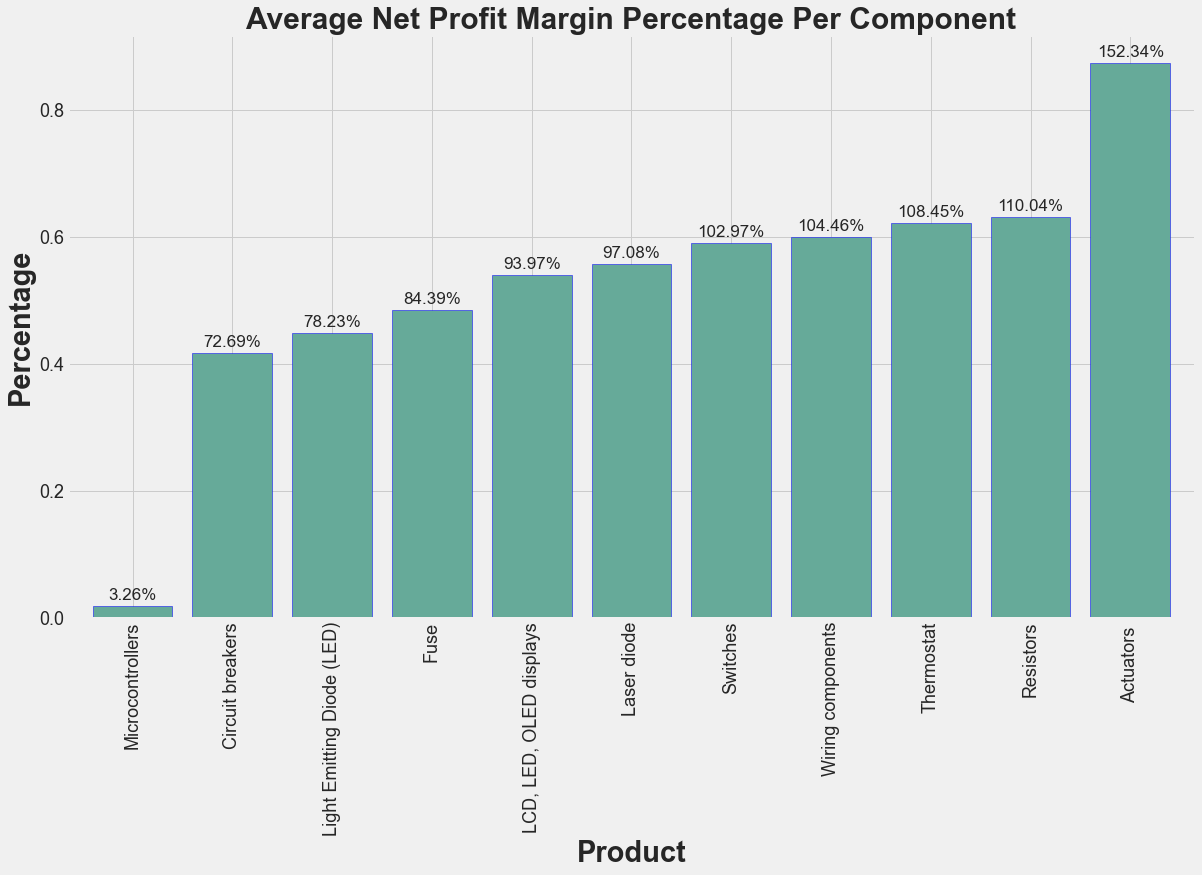 Average Net Profit Margin Percentage Per Component
Percentage
0.8
0.6
0.4
0.2
0.0
3.26%
72.69%
78.23%
84.39%
93.97%
97.08%
102.97%
104.46%
108.45%
110.04%
152.34%
Microcontrollers
Circuit breakers
Light Emitting Diode (LED)
Fuse
LCD, LED, OLED displays
Laser diode
Switches
Wiring components
Thermostat
Resistors
Actuators
Product